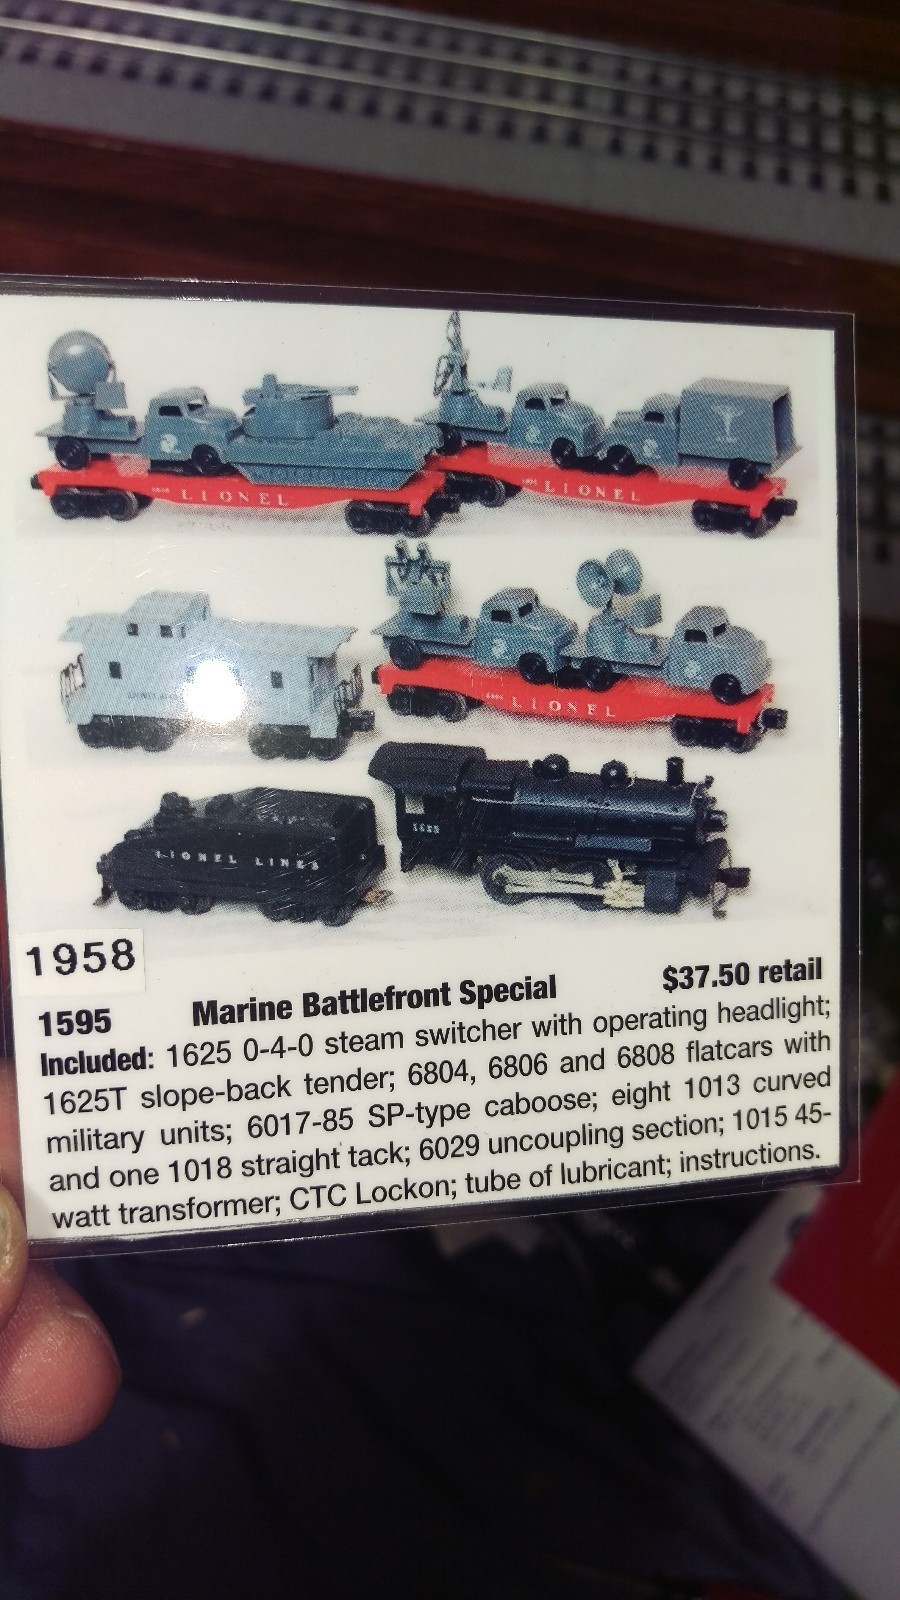 LIONEL
LIONEL
LIONEL
LIONEL LINES
1625
1958
1595 Marine Battlefront Special $37.50 retail
Included: 1625 0-4-0 steam switcher with operating headlight;
1625T slope-back tender; 6804, 6806 and 6808 flatcars with
military units; 6017-85 SP-type caboose; eight 1013 curved
and one 1018 straight tack; 6029 uncoupling section; 1015 45-
watt transformer; CTC Lockon; tube of lubricant; instructions.